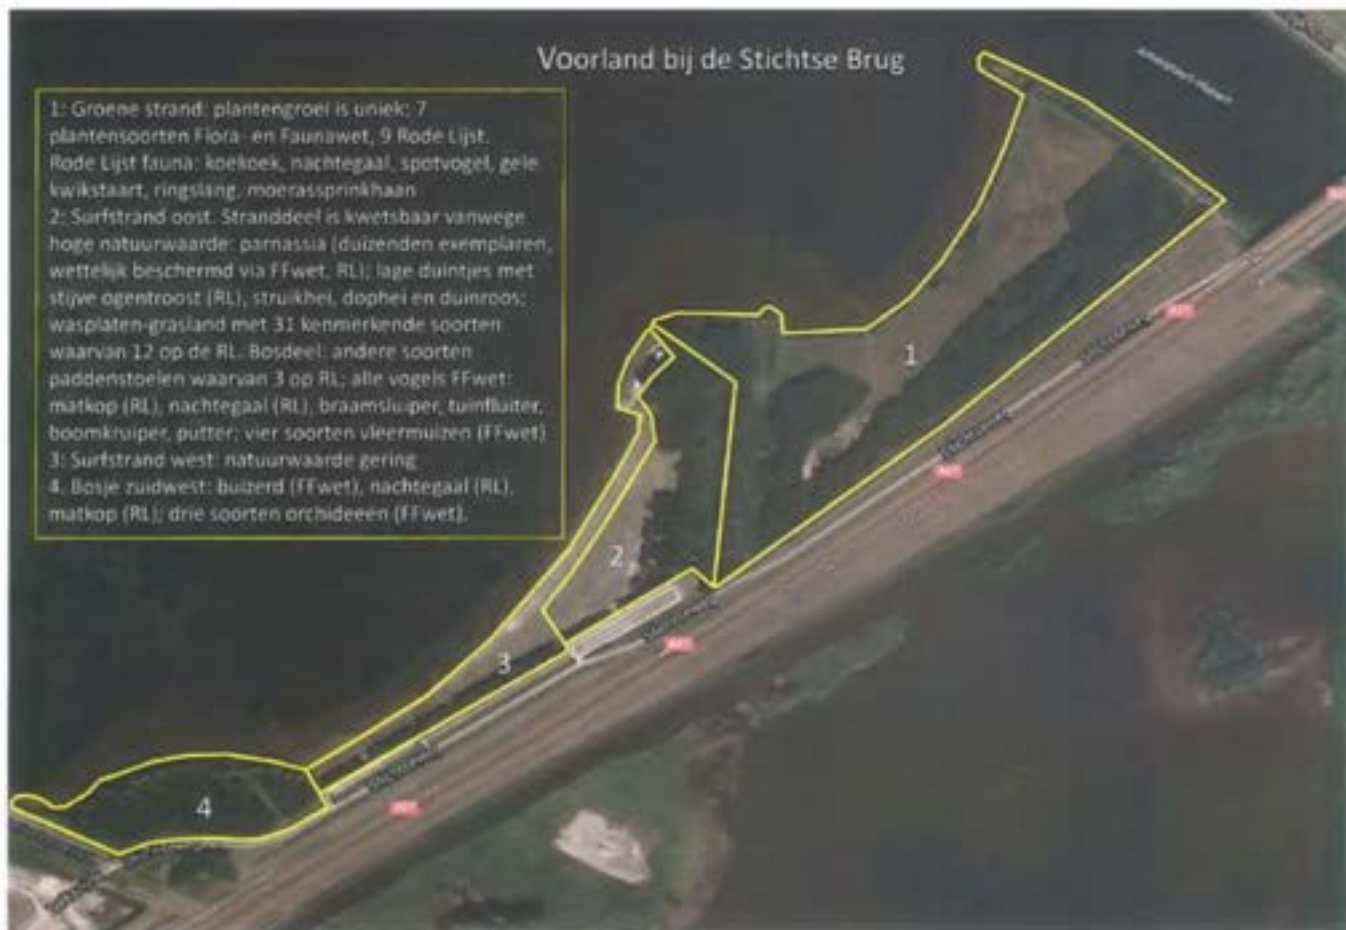 Voorland bij de Stichtse Brug
1: Groene strand: plantengroei is uniek; 7
plantensoorten Flora- en Faunawet, 9 Rode Lijst.
Rode Lijst fauna: koekoek, nachtegaal, spotvogel, gele
kwikstaart, ringslang, moerassprinkhaan
2: Surfstrand oost. Stranddeel is kwetsbaar vanwege
hoge natuurwaarde: parnassia (duizenden exemplaren,
wettelijk beschermd via FFwet, RL); lage duintjes met
stijve ogentroost (RL), struikhei, dophei en duinroos;
wasplaten-grasland met 31 kenmerkende soorten
waarvan 12 op de RL. Bosdeel: andere soorten
paddenstoelen waarvan 3 op RL; alle vogels FFwet:
matkop (RL), nachtegaal (RL), braamsluiper, tuinfluiter,
boomkruiper, putter; vier soorten vleermuizen (FFwet)
3: Surfstrand west: natuurwaarde gering
4. Bosje zuidwest: buizerd (FFwet), nachtegaal (RL),
matkop (RL); drie soorten orchideeën (FFwet).
1
2
3
4